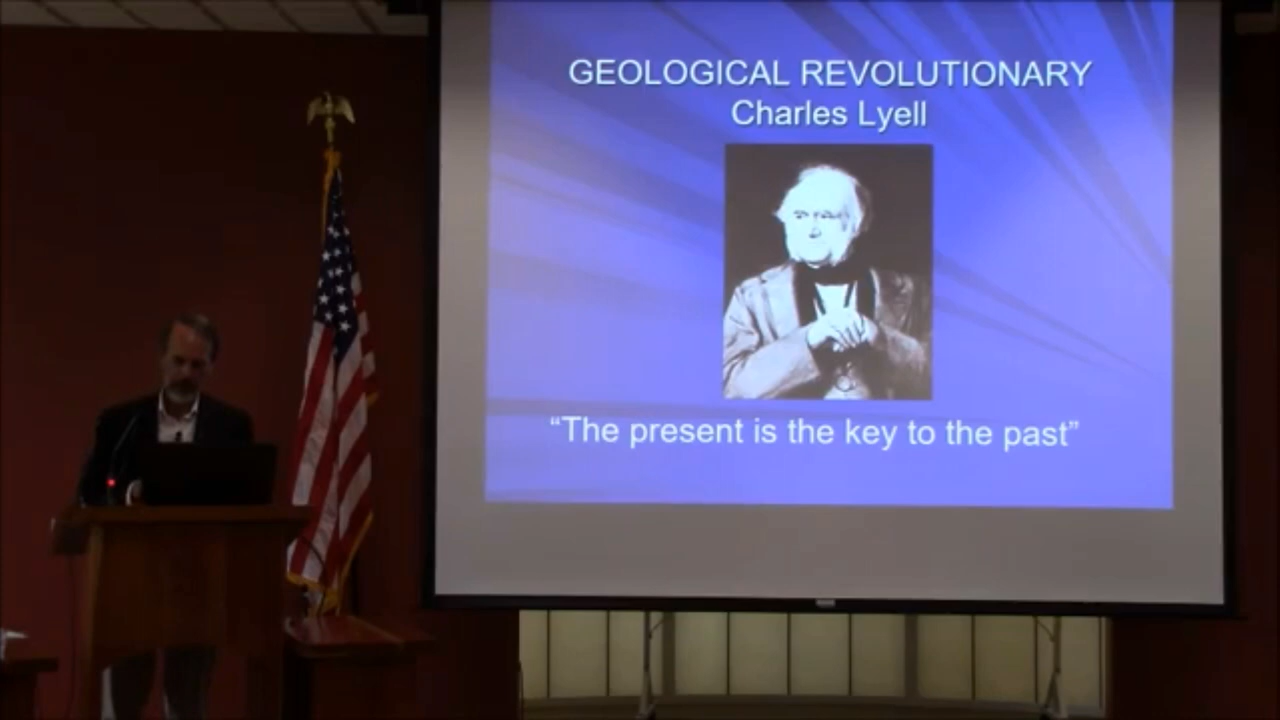 GEOLOGICAL REVOLUTIONARY
Charles Lyell
“The present is the key to the past”